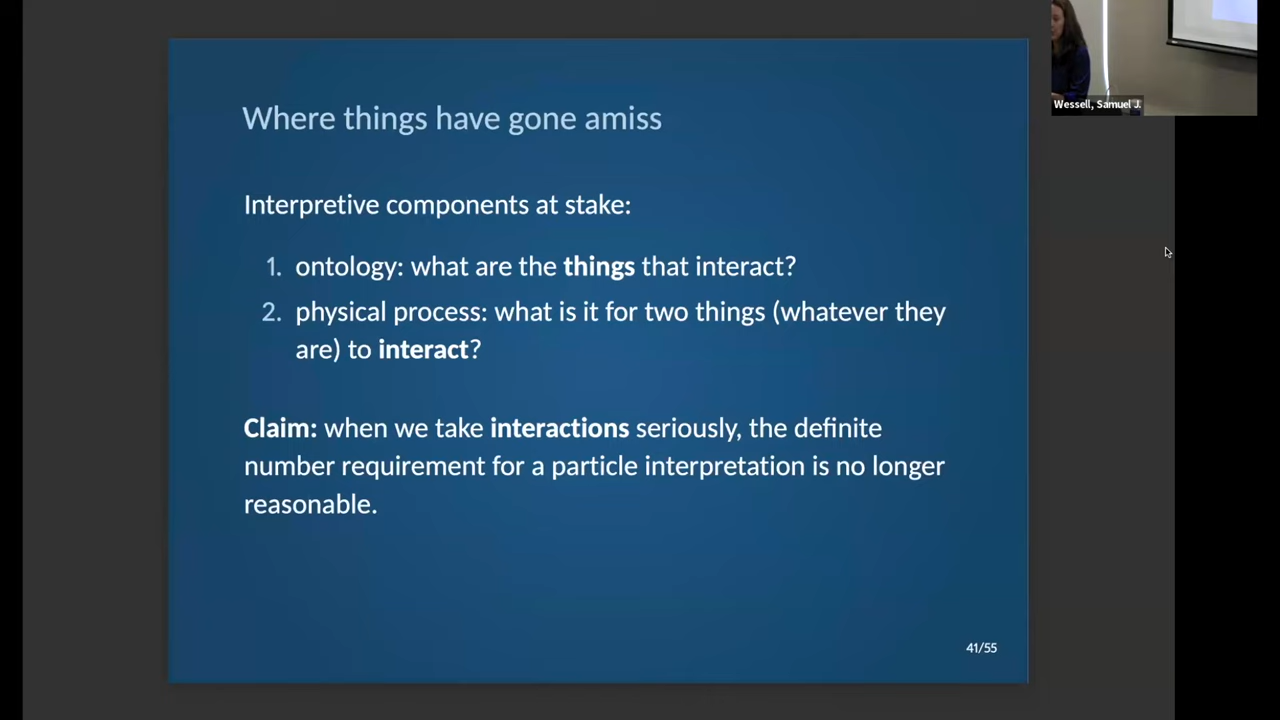 Where things have gone amiss
Interpretive components at stake:
1. ontology: what are the things that interact?
2. physical process: what is it for two things (whatever they
are) to interact?
Claim: when we take interactions seriously, the definite
number requirement for a particle interpretation is no longer
reasonable.
41/55
Wessell, Samuel J.